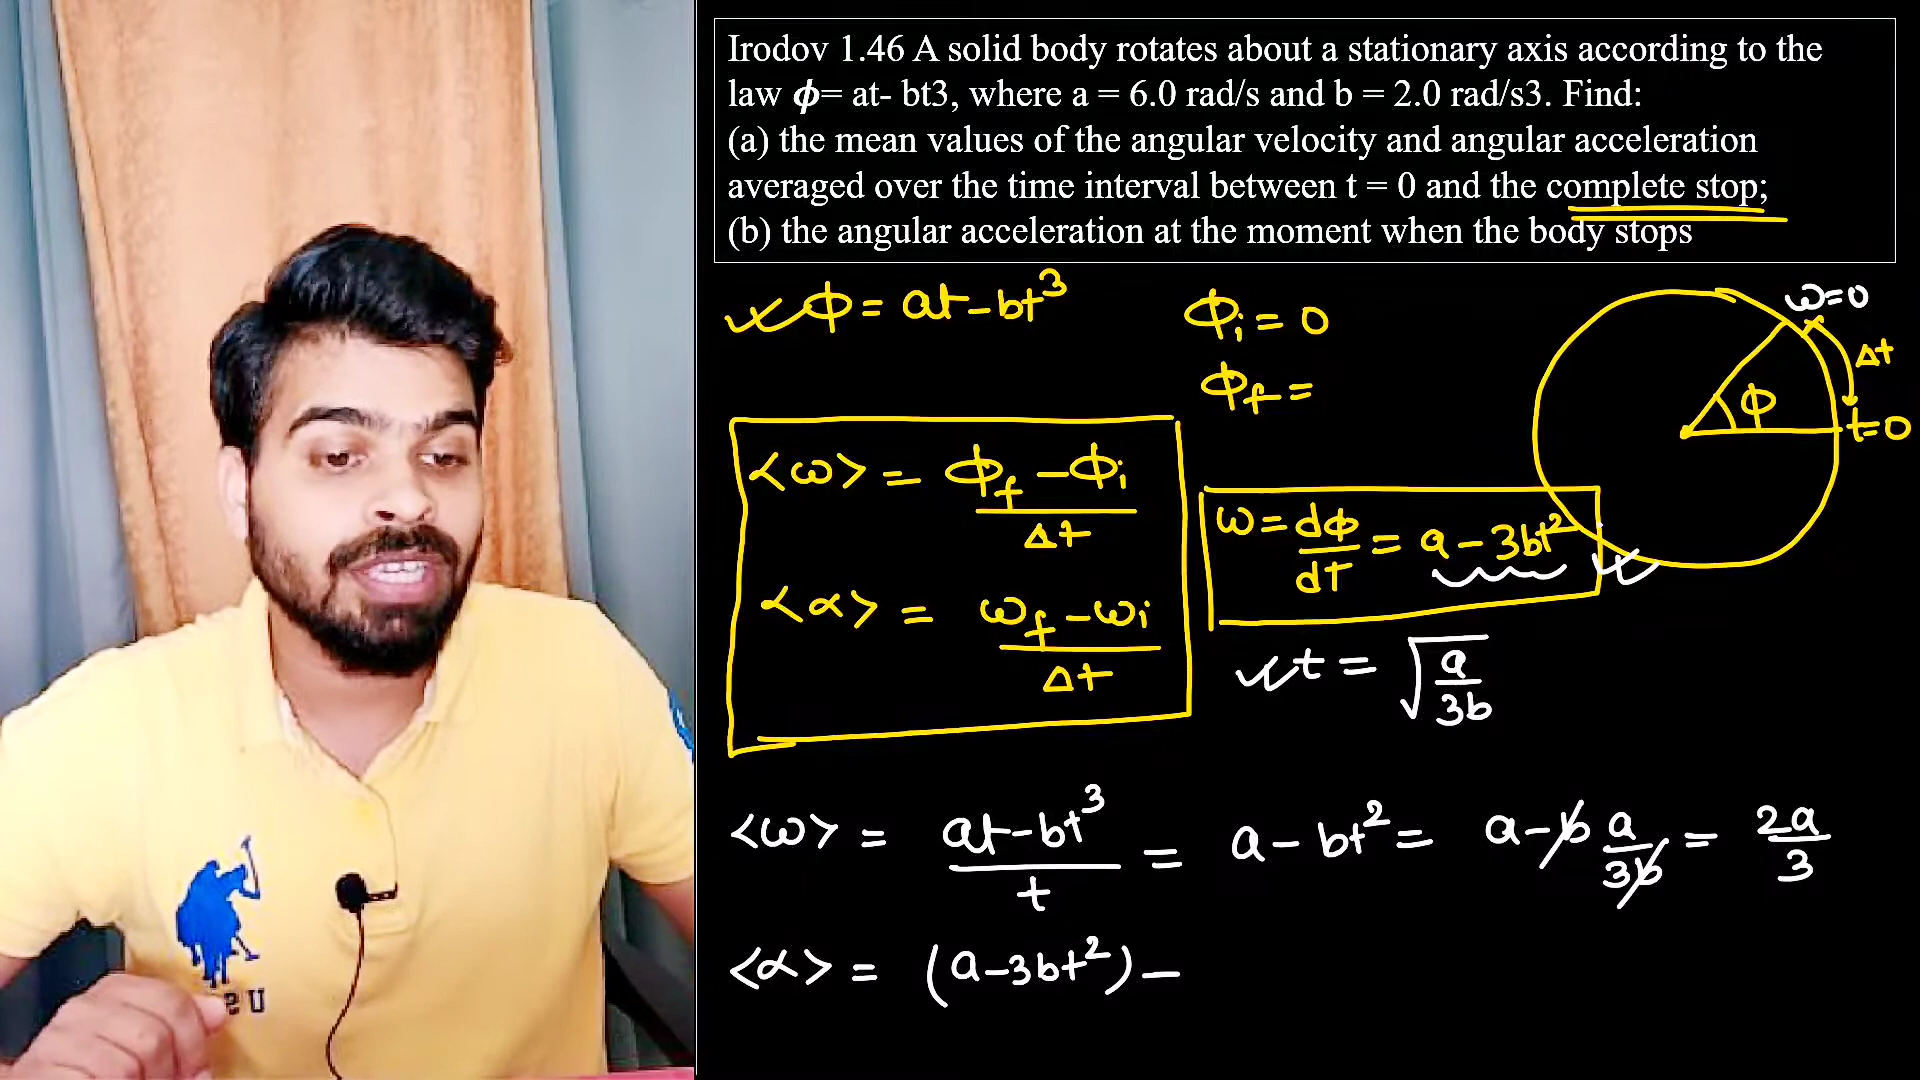 Irodov 1.46 A solid body rotates about a stationary axis according to the
law ϕ= at- bt3, where a = 6.0 rad/s and b = 2.0 rad/s3. Find:
(a) the mean values of the angular velocity and angular acceleration
averaged over the time interval between t = 0 and the complete stop;
(b) the angular acceleration at the moment when the body stops
ϕ = at - bt³
ϕi = 0
ϕf =
ω=0
Δt
ϕ
t=0
<ω> = (ϕf - ϕi)/Δt
<α> = (ωf - ωi)/Δt
ω = dϕ/dt = a - 3bt²
t = √(a/3b)
<ω> = (at - bt³)/t = a - bt² = a - b a/3b = 2a/3
<α> = (a - 3bt²) -